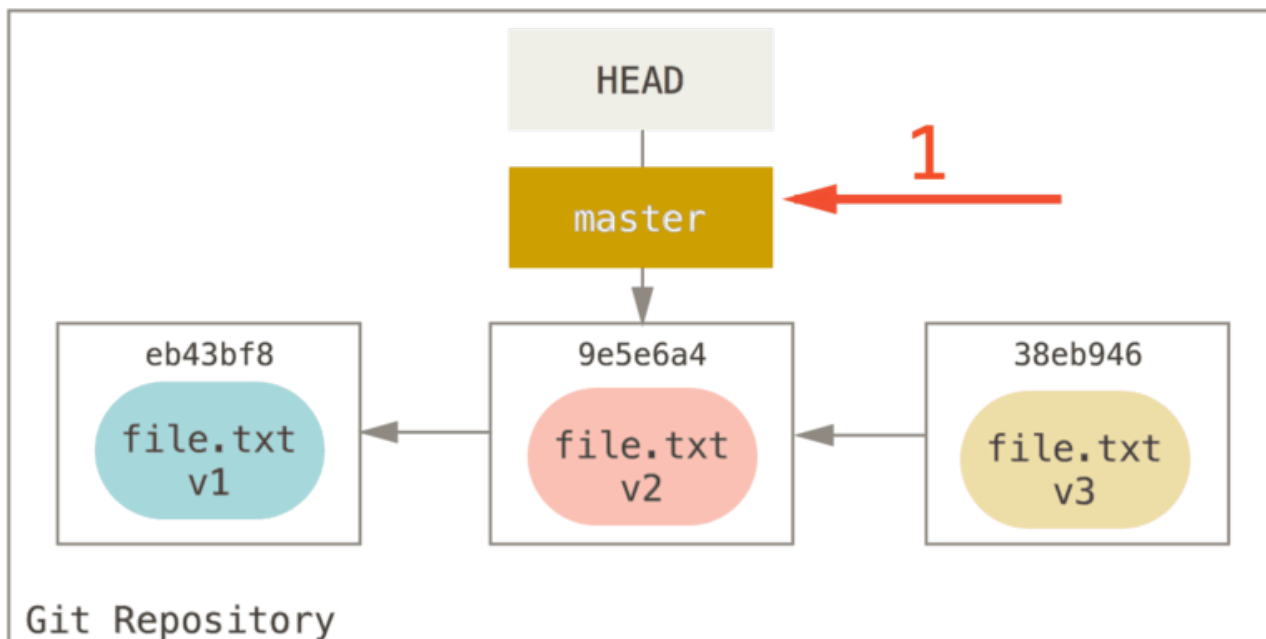 HEAD
1
master
eb43bf8
file.txt
v1
9e5e6a4
file.txt
v2
38eb946
file.txt
v3
Git Repository